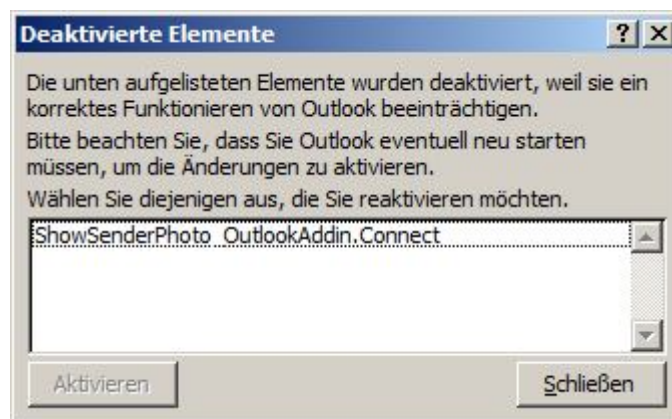 Deaktivierte Elemente
Die unten aufgelisteten Elemente wurden deaktiviert, weil sie ein
korrektes Funktionieren von Outlook beeinträchtigen.
Bitte beachten Sie, dass Sie Outlook eventuell neu starten
müssen, um die Änderungen zu aktivieren.
Wählen Sie diejenigen aus, die Sie reaktivieren möchten.
ShowSenderPhoto_OutlookAddin.Connect
Aktivieren
Schließen